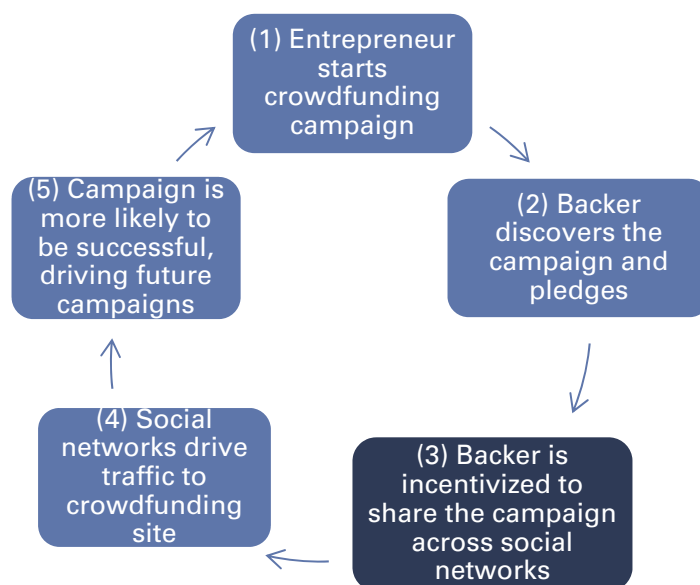 (1) Entrepreneur
starts
crowdfunding
campaign
(2) Backer
discovers the
campaign and
pledges
(3) Backer is
incentivized to
share the campaign
across social
networks
(4) Social
networks drive
traffic to
crowdfunding
site
(5) Campaign is
more likely to
be successful,
driving future
campaigns